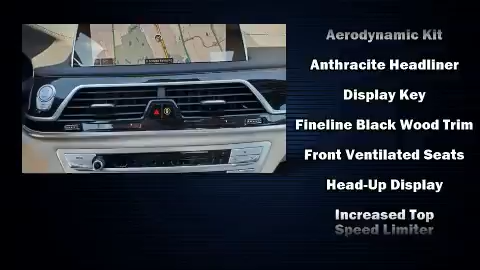 Aerodynamic Kit
Anthracite Headliner
Display Key
Fineline Black Wood Trim
Front Ventilated Seats
Head-Up Display
Increased Top
Speed Limiter